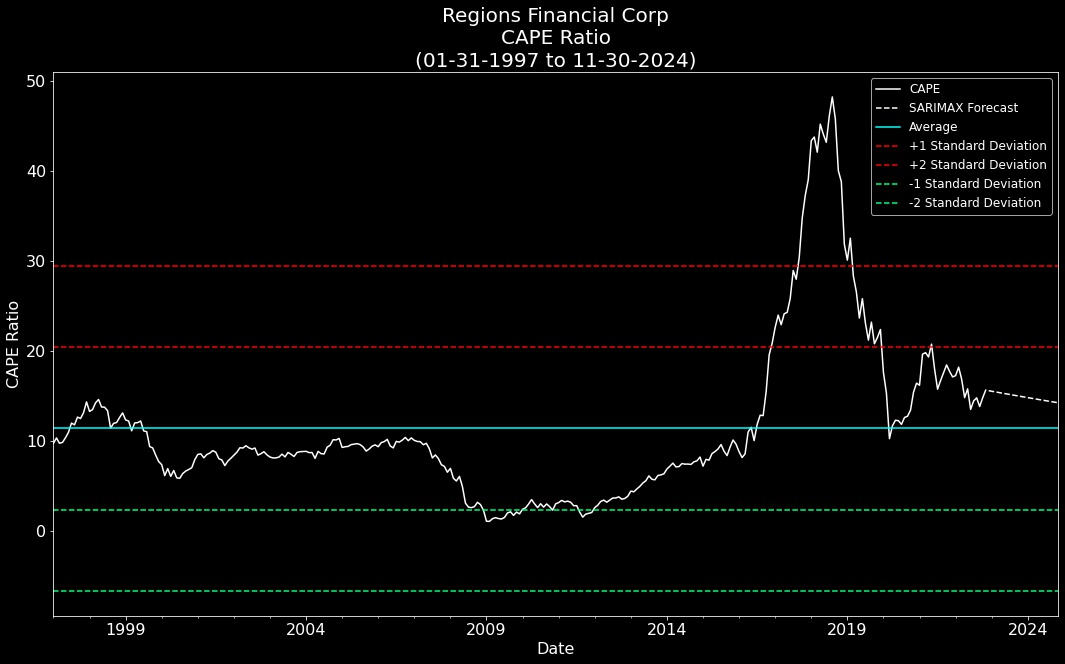 Regions Financial Corp
CAPE Ratio
(01-31-1997 to 11-30-2024)
CAPE
SARIMAX Forecast
Average
+1 Standard Deviation
+2 Standard Deviation
-1 Standard Deviation
-2 Standard Deviation
CAPE Ratio
50
40
30
20
10
0
1999 2004 2009 2014 2019 2024
Date